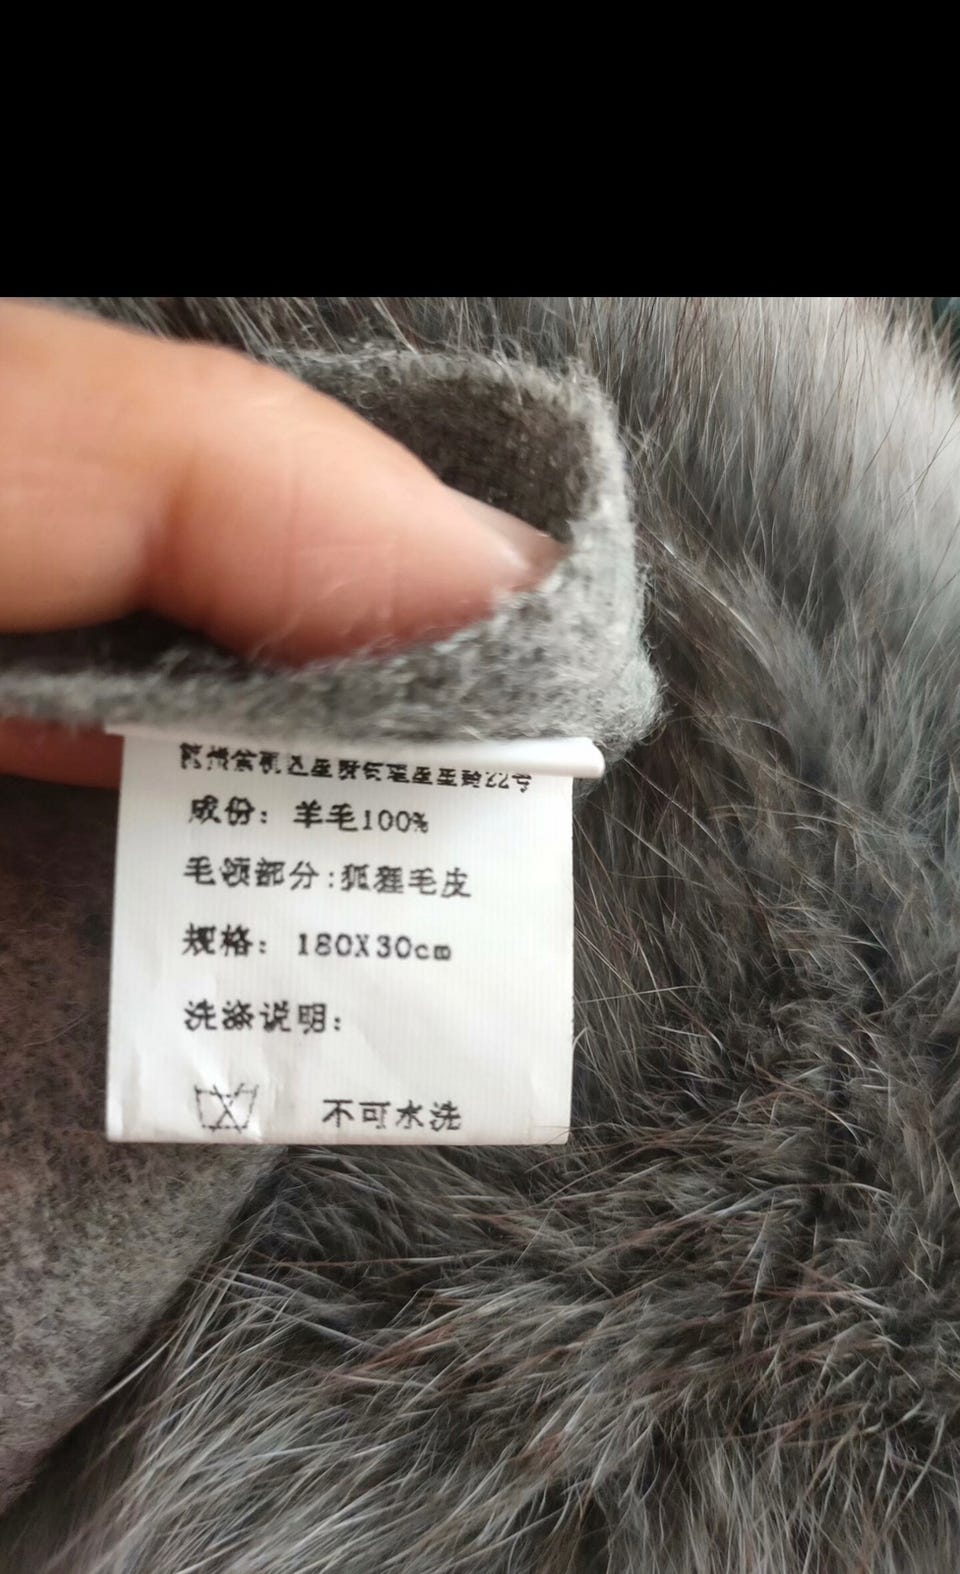 成份：羊毛100%
毛领部分:狐狸毛皮
规格：180X30cm
洗涤说明：
不可水洗